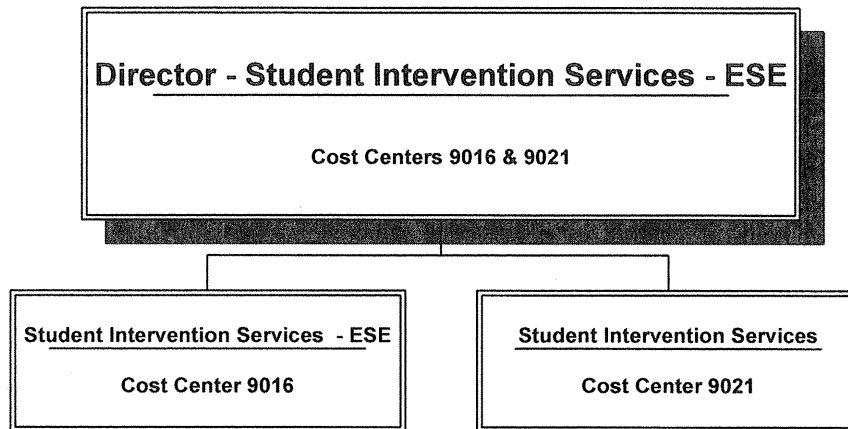 Director - Student Intervention Services - ESE
Cost Centers 9016 & 9021
Student Intervention Services - ESE
Cost Center 9016
Student Intervention Services
Cost Center 9021